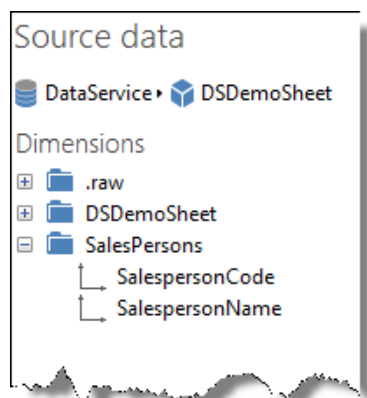 Source data
DataService DSDemoSheet
Dimensions
.raw
DSDemoSheet
SalesPersons
SalespersonCode
SalespersonName